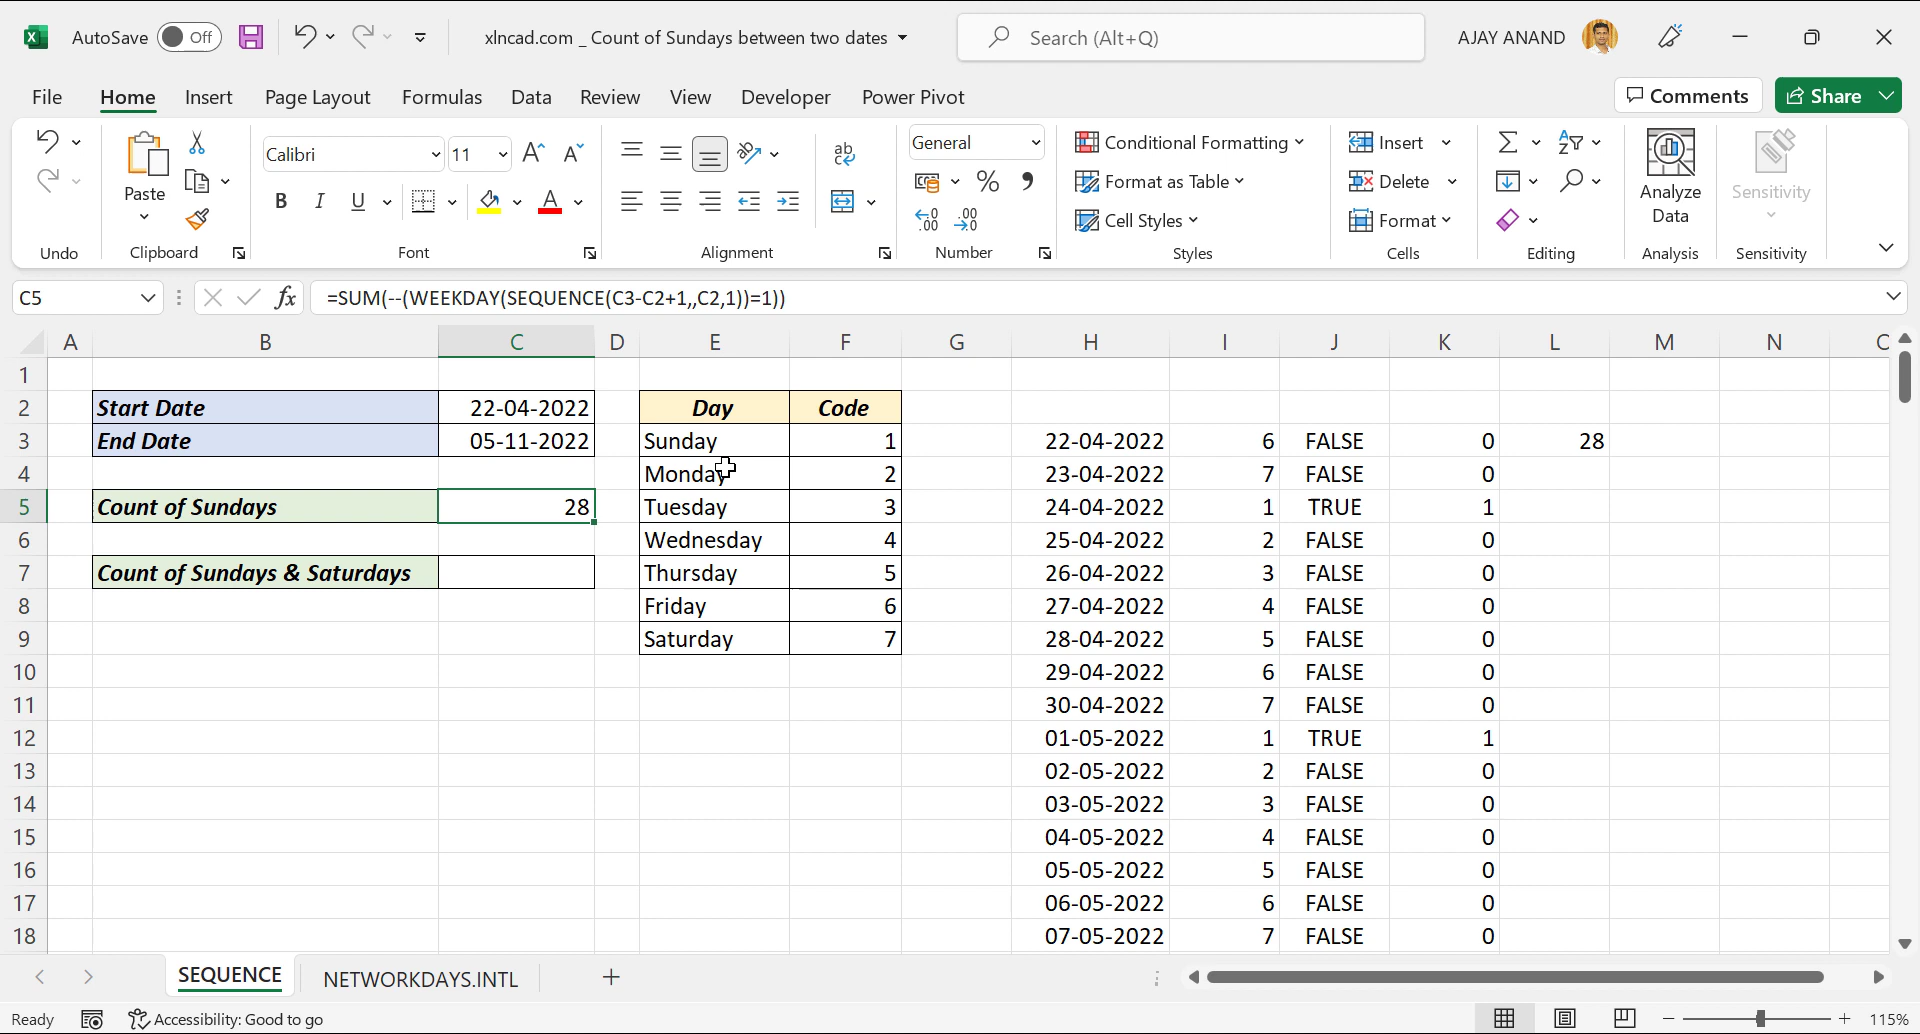 AutoSave Off xlncad.com _ Count of Sundays between two dates Search (Alt+Q) AJAY ANAND
File Home Insert Page Layout Formulas Data Review View Developer Power Pivot Comments Share
Calibri 11 General Conditional Formatting Insert
Paste B I U ab % , Format as Table Delete Analyze Data Sensitivity
Cell Styles Format
Undo Clipboard Font Alignment Number Styles Cells Editing Analysis Sensitivity
C5 fx =SUM(--(WEEKDAY(SEQUENCE(C3-C2+1,,C2,1))=1))
A B C D E F G H I J K L M N
1
2 Start Date 22-04-2022 Day Code
3 End Date 05-11-2022 Sunday 1 22-04-2022 6 FALSE 0 28
4 Monday 2 23-04-2022 7 FALSE 0
5 Count of Sundays 28 Tuesday 3 24-04-2022 1 TRUE 1
6 Wednesday 4 25-04-2022 2 FALSE 0
7 Count of Sundays & Saturdays Thursday 5 26-04-2022 3 FALSE 0
8 Friday 6 27-04-2022 4 FALSE 0
9 Saturday 7 28-04-2022 5 FALSE 0
10 29-04-2022 6 FALSE 0
11 30-04-2022 7 FALSE 0
12 01-05-2022 1 TRUE 1
13 02-05-2022 2 FALSE 0
14 03-05-2022 3 FALSE 0
15 04-05-2022 4 FALSE 0
16 05-05-2022 5 FALSE 0
17 06-05-2022 6 FALSE 0
18 07-05-2022 7 FALSE 0
SEQUENCE NETWORKDAYS.INTL
Ready Accessibility: Good to go 115%